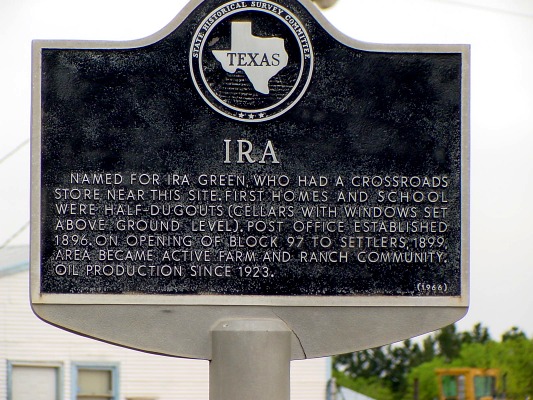 STATE HISTORICAL SURVEY COMMITTEE
TEXAS
IRA
NAMED FOR IRA GREEN, WHO HAD A CROSSROADS
STORE NEAR THIS SITE. FIRST HOMES AND SCHOOL
WERE HALF-DUGOUTS (CELLARS WITH WINDOWS SET
ABOVE GROUND LEVEL). POST OFFICE ESTABLISHED
1896. ON OPENING OF BLOCK 97 TO SETTLERS, 1899,
AREA BECAME ACTIVE FARM AND RANCH COMMUNITY.
OIL PRODUCTION SINCE 1923.
(1966)